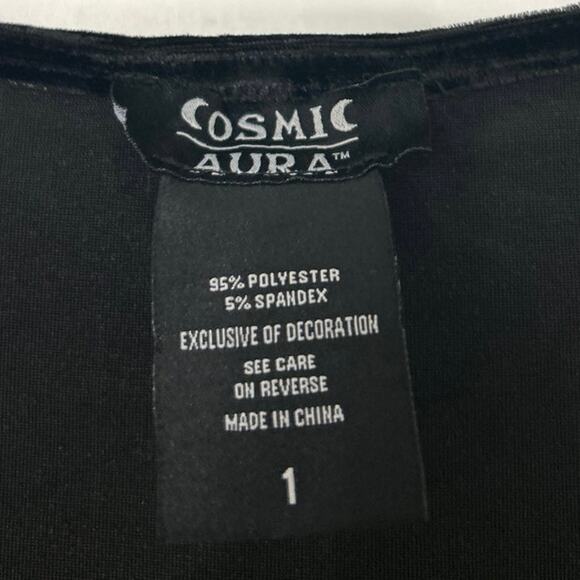 COSMIC
AURA™
95% POLYESTER
5% SPANDEX
EXCLUSIVE OF DECORATION
SEE CARE
ON REVERSE
MADE IN CHINA
1